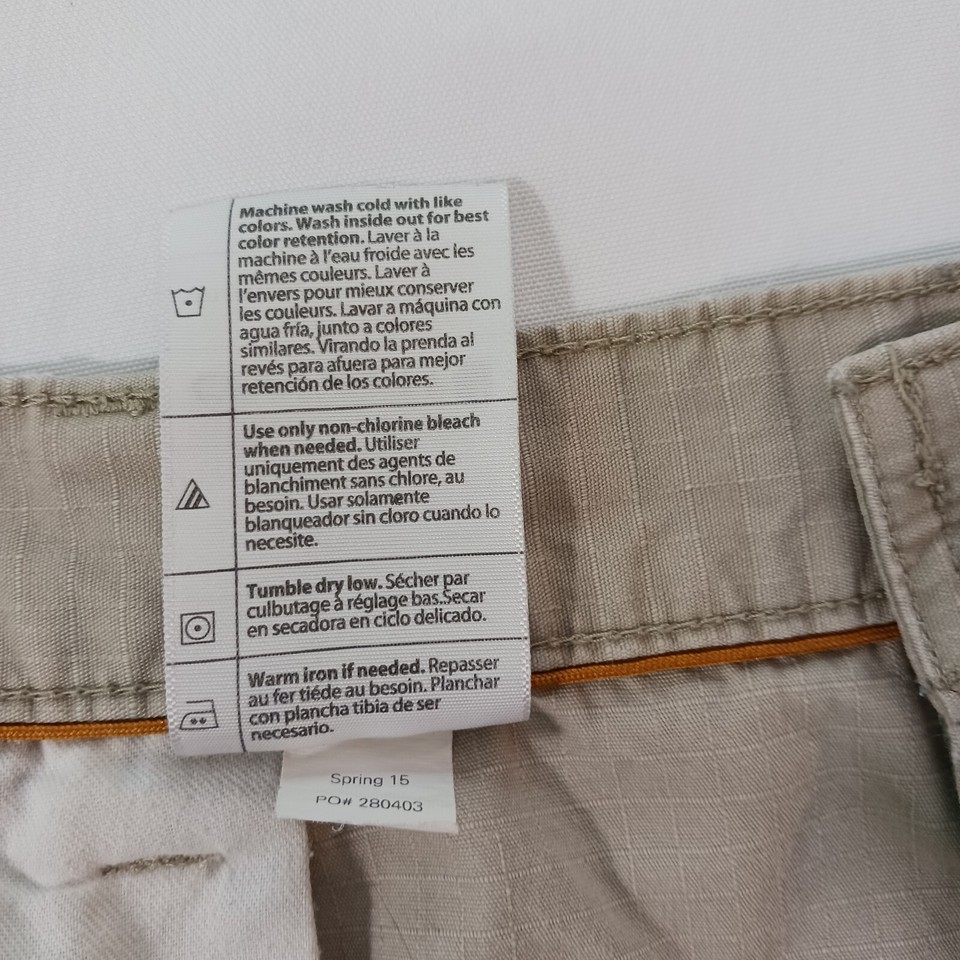 Machine wash cold with like
colors. Wash inside out for best
color retention. Laver à la
machine à l'eau froide avec les
mêmes couleurs. Laver à
l'envers pour mieux conserver
les couleurs. Lavar a máquina con
agua fría, junto a colores
similares. Virando la prenda al
revés para afuera para mejor
retención de los colores.
Use only non-chlorine bleach
when needed. Utiliser
uniquement des agents de
blanchiment sans chlore, au
besoin. Usar solamente
blanqueador sin cloro cuando lo
necesite.
Tumble dry low. Sécher par
culbutage à réglage bas.Secar
en secadora en ciclo delicado.
Warm iron if needed. Repasser
au fer tiéde au besoin. Planchar
con plancha tibia de ser
necesario.
Spring 15
PO# 280403